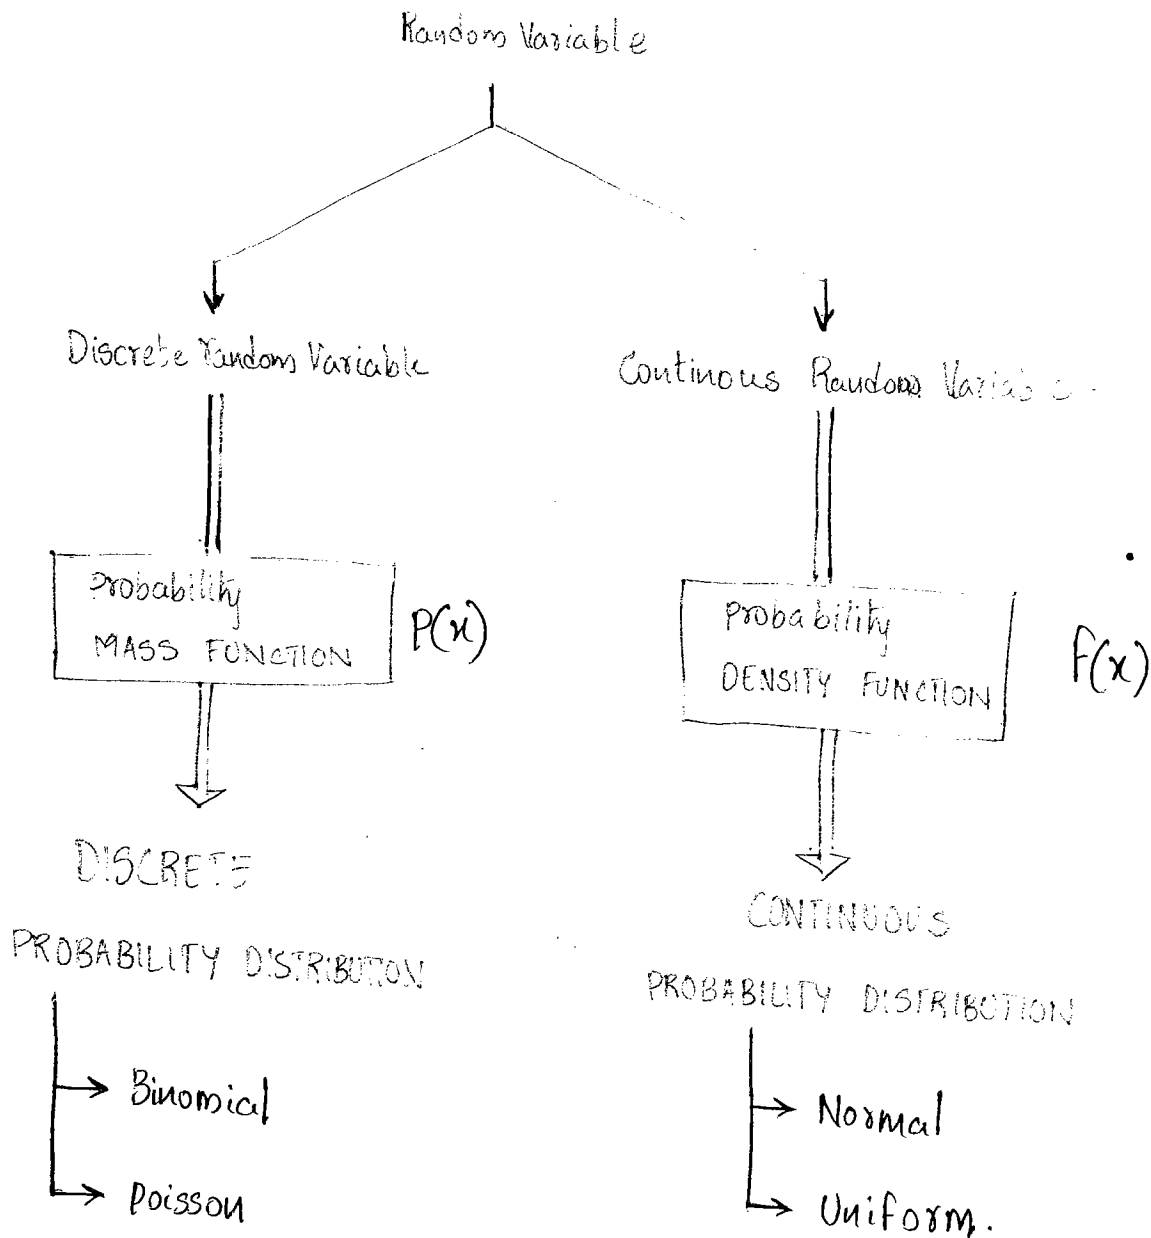 Random Variable
Discrete random Variable
Continous Random Variable.
Probability
MASS FUNCTION
P(x)
probability
DENSITY FUNCTION
F(x)
DISCRETE
PROBABILITY DISTRIBUTION
Binomial
Poisson
CONTINUOUS
PROBABILITY DISTRIBUTION
Normal
Uniform.